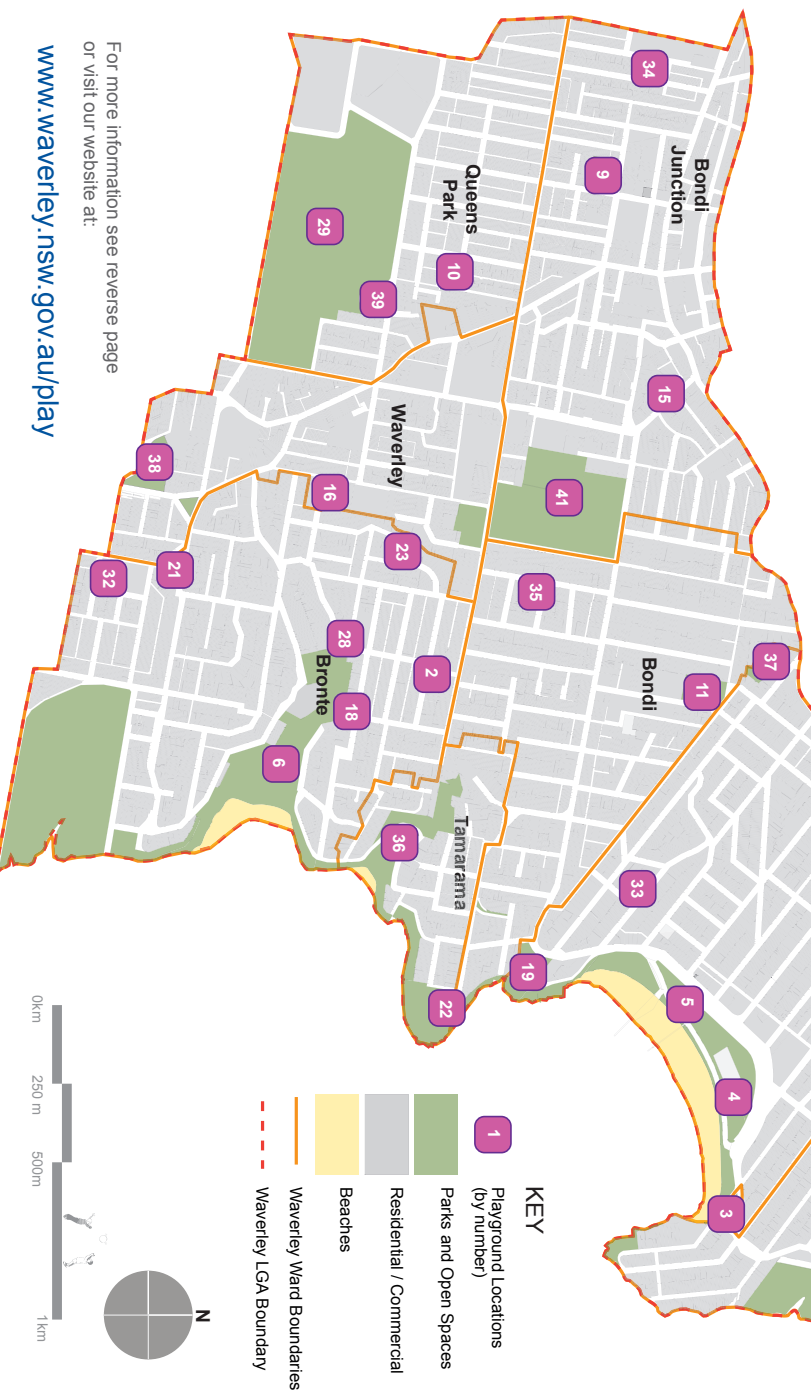 34
Bondi
Junction
9
Queens
Park
29
10
39
15
Waverley
41
38
16
23
21
32
35
28
2
Bronte
18
6
37
11
Bondi
Tamarama
36
33
19
22
5
4
3
For more information see reverse page
or visit our website at:
www.waverley.nsw.gov.au/play
KEY
1
Playground Locations
(by number)
Parks and Open Spaces
Residential / Commercial
Beaches
Waverley Ward Boundaries
Waverley LGA Boundary
0km
250 m
500m
1km
N